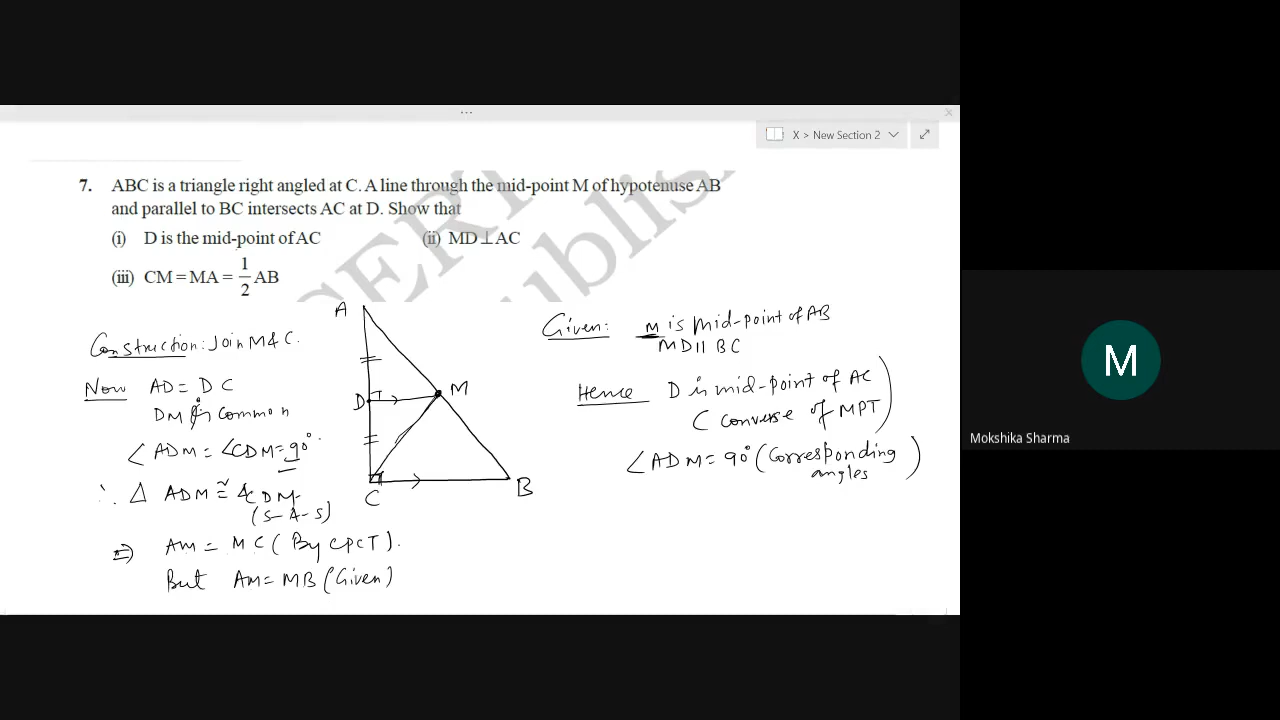 X > New Section 2
7. ABC is a triangle right angled at C. A line through the mid-point M of hypotenuse AB
and parallel to BC intersects AC at D. Show that
(i) D is the mid-point of AC (ii) MD ⊥ AC
(iii) CM = MA = 1/2 AB
Construction: Join M & C.
Now AD = DC
DM is common
∠ADM = ∠CDM = 90°.
∴ Δ ADM ≅ ΔCDM
(S-A-S)
⇒ AM = MC (By CPCT).
But AM = MB (Given)
A
D
M
C
B
Given: M is mid-point of AB
MD || BC
Hence D is mid-point of AC
( converse of MPT)
∠ADM = 90° (Corresponding
angles)
M
Mokshika Sharma